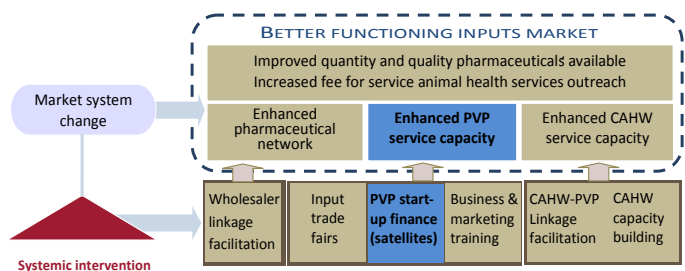 BETTER FUNCTIONING INPUTS MARKET
Improved quantity and quality pharmaceuticals available
Increased fee for service animal health services outreach
Market system
change
Enhanced
pharmaceutical
network
Enhanced PVP
service capacity
Enhanced CAHW
service capacity
Wholesaler
linkage
facilitation
Input
trade
fairs
PVP start-
up finance
(satellites)
Business &
marketing
training
CAHW-PVP
Linkage
facilitation
CAHW
capacity
building
Systemic intervention